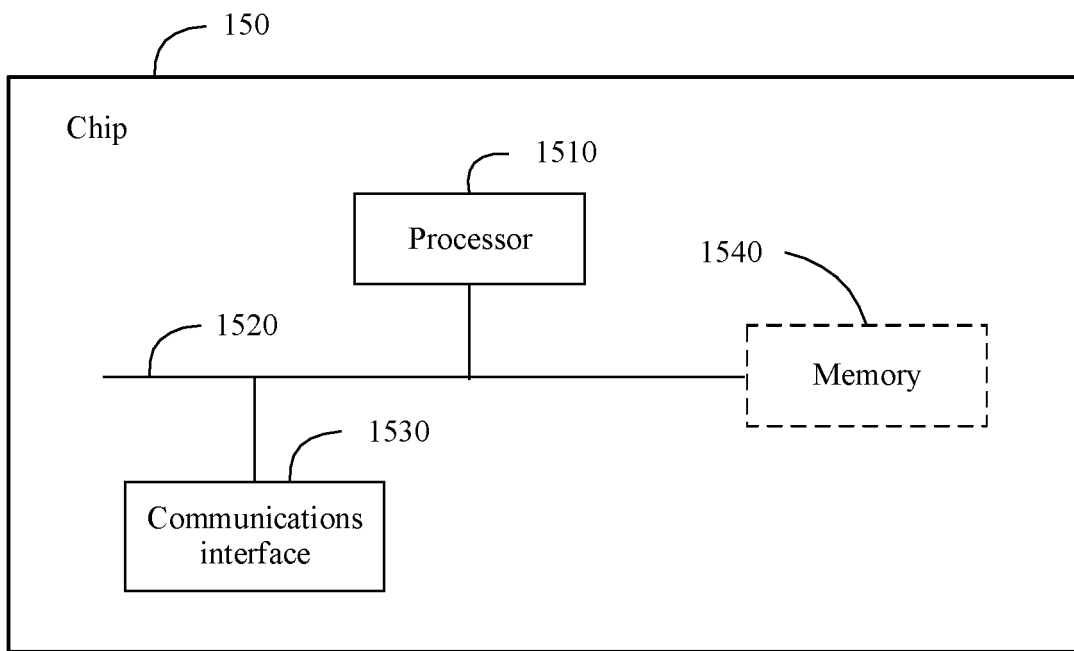 150
Chip
1510
Processor
1540
1520
Memory
1530
Communications
interface